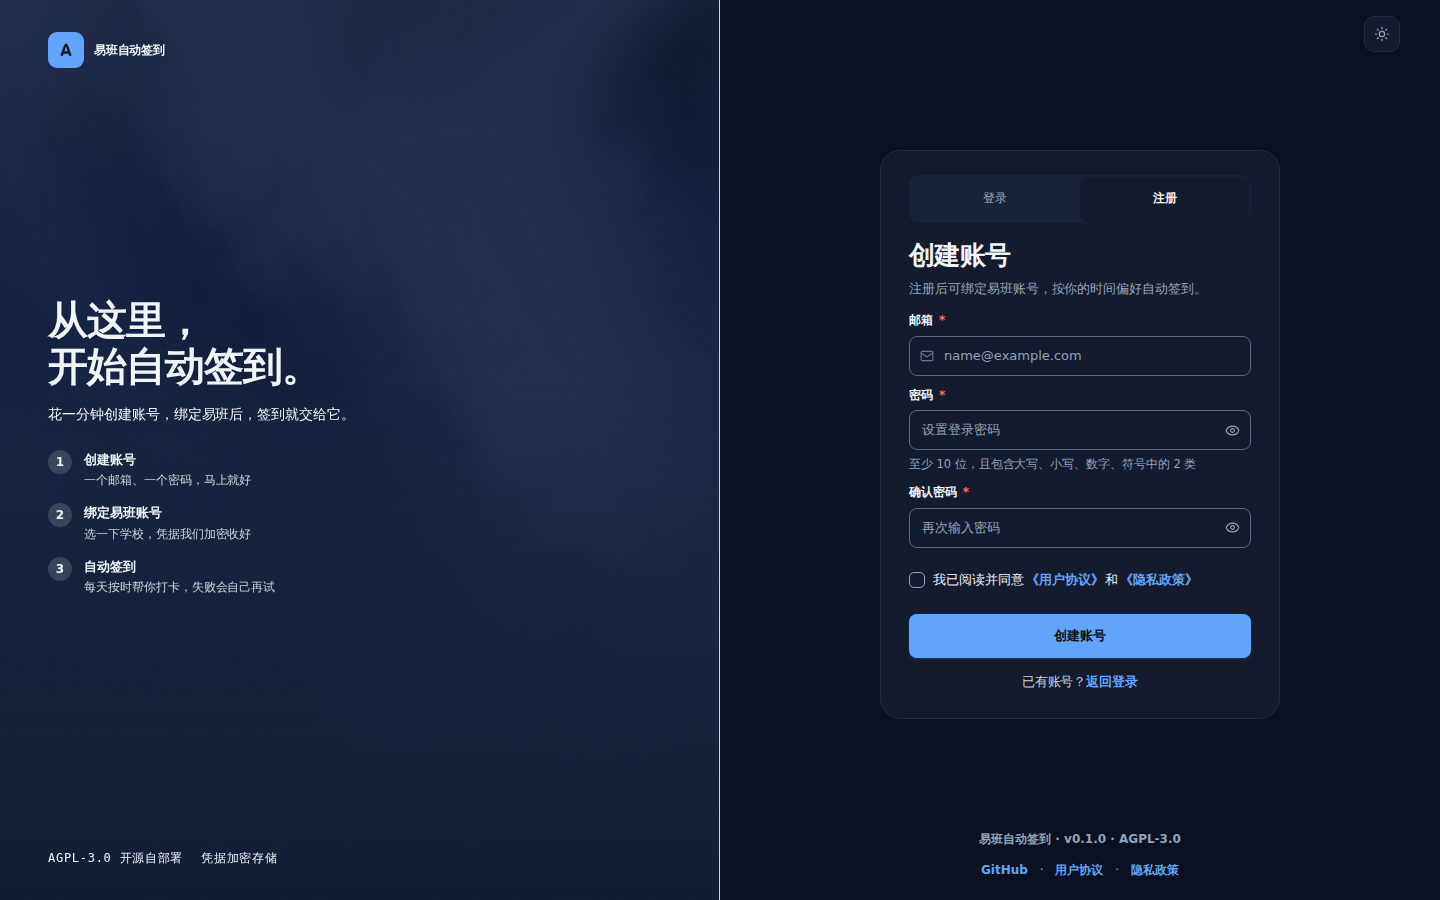 A 易班自动签到
从这里，
开始自动签到。
花一分钟创建账号，绑定易班后，签到就交给它。
1 创建账号
一个邮箱、一个密码，马上就好
2 绑定易班账号
选一下学校，凭据我们加密收好
3 自动签到
每天按时帮你打卡，失败会自己再试
AGPL-3.0 开源自部署 凭据加密存储
登录 注册
创建账号
注册后可绑定易班账号，按你的时间偏好自动签到。
邮箱 *
name@example.com
密码 *
设置登录密码
至少 10 位，且包含大写、小写、数字、符号中的 2 类
确认密码 *
再次输入密码
我已阅读并同意《用户协议》和《隐私政策》
创建账号
已有账号？返回登录
易班自动签到 · v0.1.0 · AGPL-3.0
GitHub · 用户协议 · 隐私政策